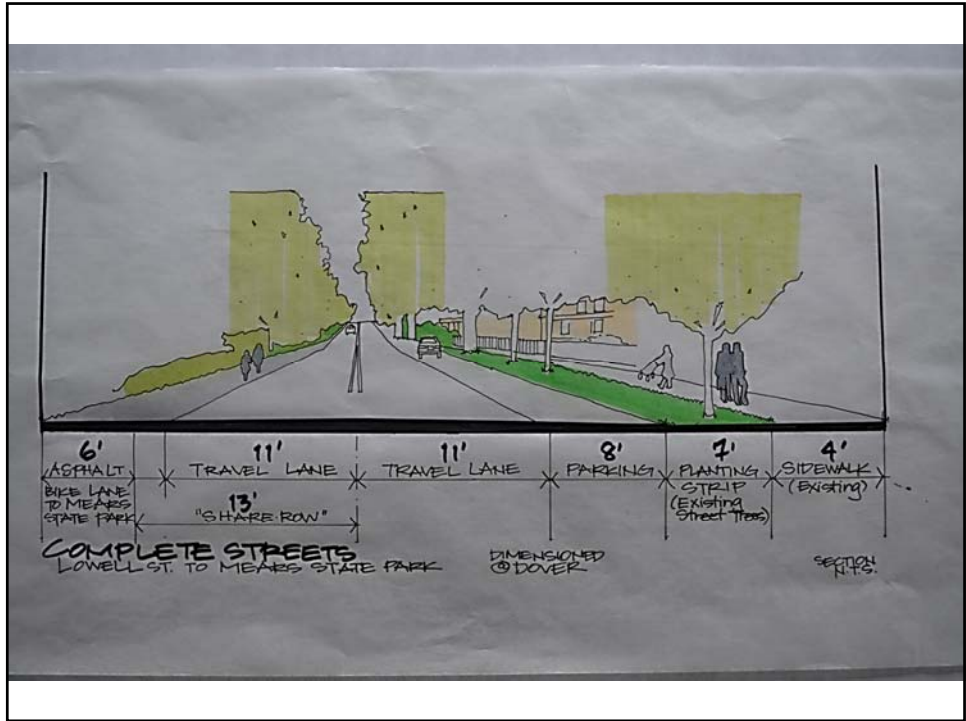 6' 11' 11' 8' 7' 4'
ASPHALT TRAVEL LANE TRAVEL LANE PARKING PLANTING STRIP (Existing Street Trees) SIDEWALK (Existing)
BIKE LANE
TO MEARS
STATE PARK
13'
"SHARE-ROW"
COMPLETE STREETS
LOWELL ST. TO MEARS STATE PARK
DIMENSIONED
@ DOVER
SECTION
N.T.S.